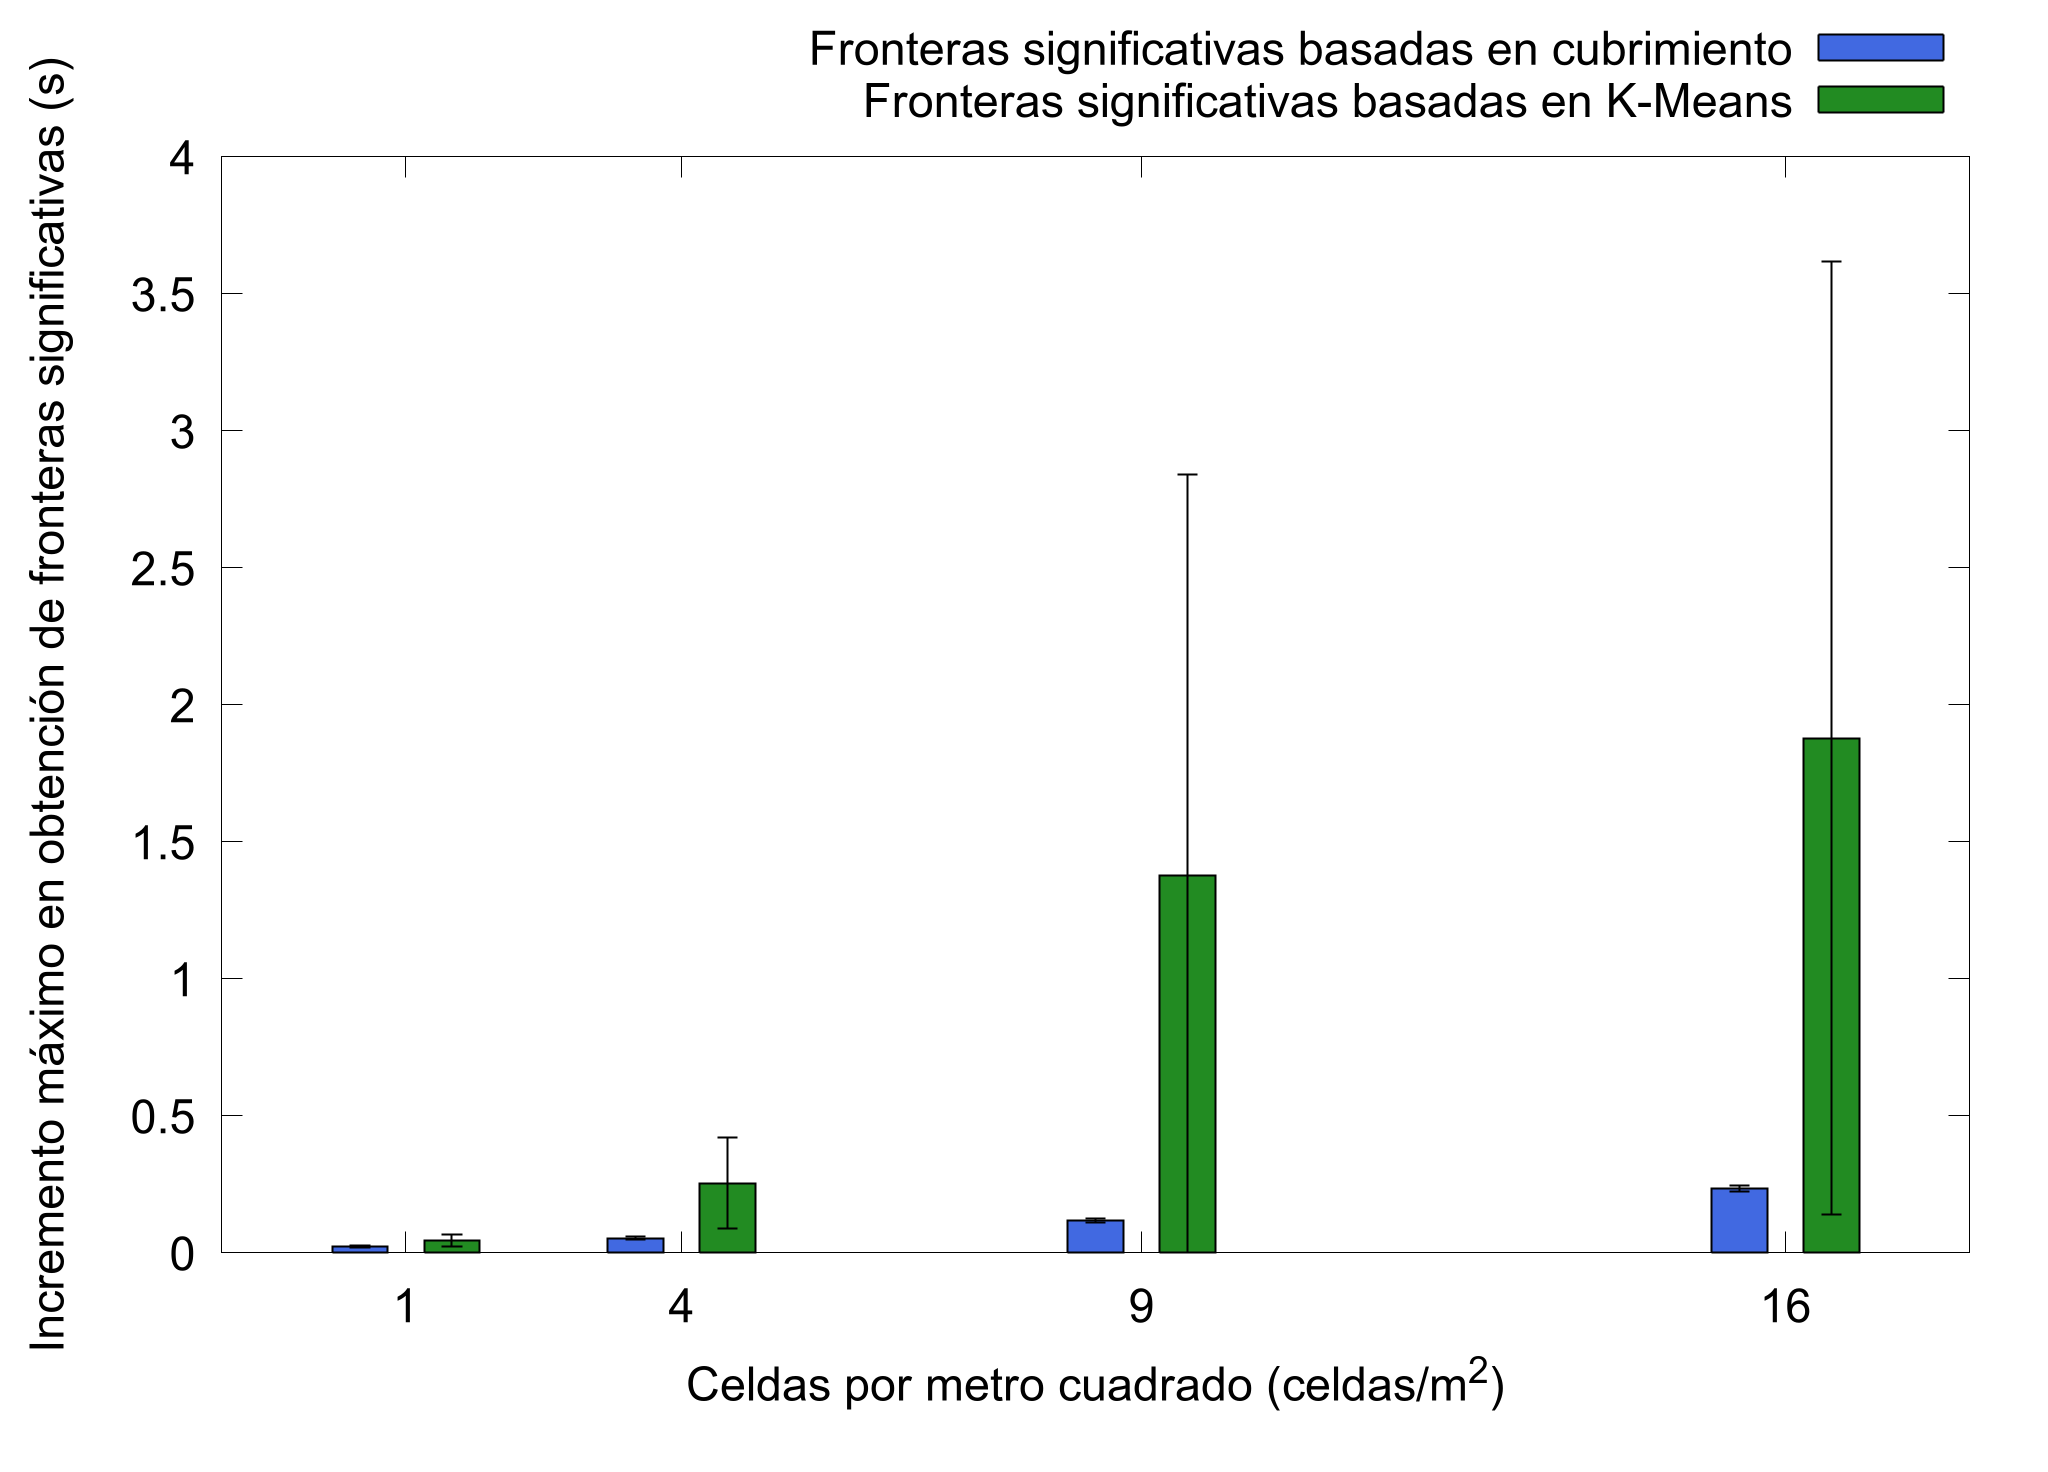 Fronteras significativas basadas en cubrimiento
Fronteras significativas basadas en K-Means
Incremento máximo en obtención de fronteras significativas (s)
4
3.5
3
2.5
2
1.5
1
0.5
0
1 4 9 16
Celdas por metro cuadrado (celdas/m²)